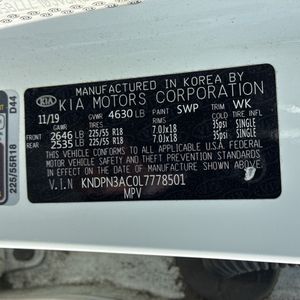 MANUFACTURED IN KOREA BY
KIA KIA MOTORS CORPORATION
11/19 GVWR 4630 LB PAINT SWP TRIM WK
GAWR TIRES RIMS COLD
FRONT 2646 LB 225/55 R18 7.0Jx18 35psi
REAR 2535 LB 225/55 R18 7.0Jx18 35psi SINGLE
THIS VEHICLE CONFORMS TO ALL APPLICABLE U.S.A. FEDERAL
MOTOR VEHICLE SAFETY, BUMPER, AND THEFT PREVENTION
STANDARDS IN EFFECT ON THE DATE OF MANUFACTURE SHOWN
ABOVE.
V.I.N KNDPN3AC0L7778501
MPV
225/55R18 D44